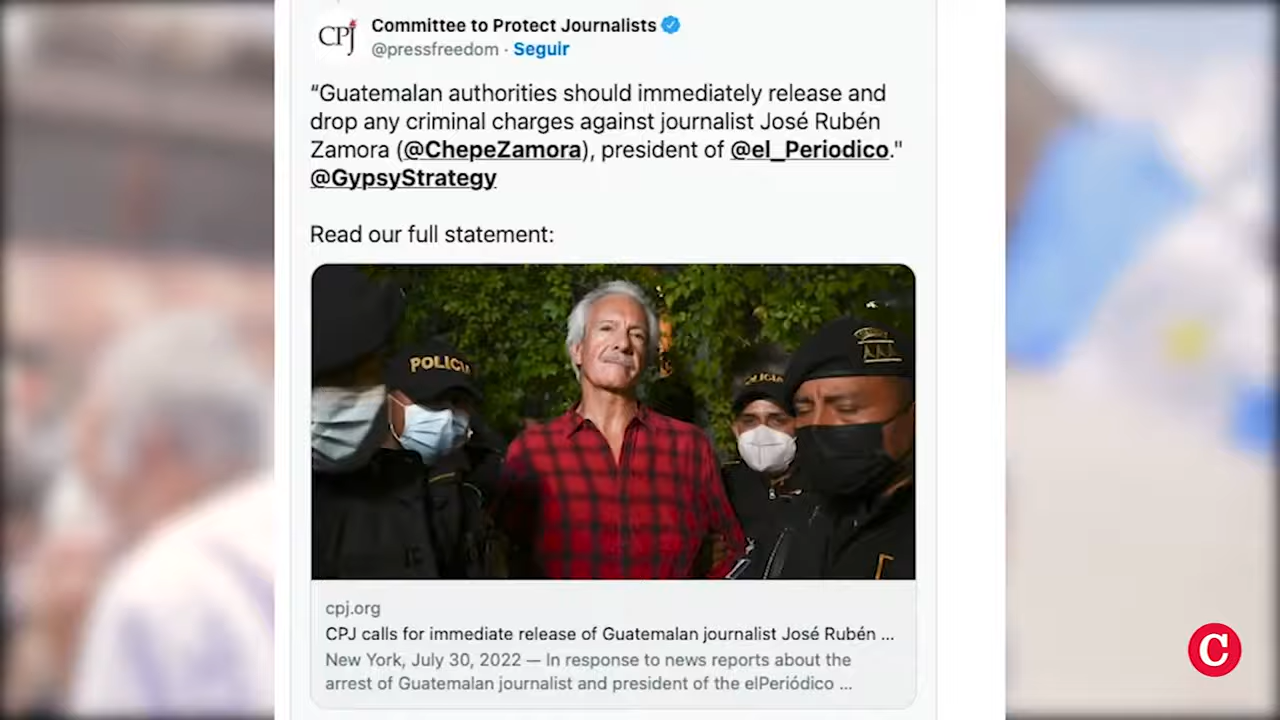 CPJ
Committee to Protect Journalists
@pressfreedom · Seguir
“Guatemalan authorities should immediately release and
drop any criminal charges against journalist José Rubén
Zamora (@ChepeZamora), president of @el_Periodico."
@GypsyStrategy
Read our full statement:
POLICIA
POLICIA
cpj.org
CPJ calls for immediate release of Guatemalan journalist José Rubén ...
New York, July 30, 2022 — In response to news reports about the
arrest of Guatemalan journalist and president of the elPeriódico ...
C